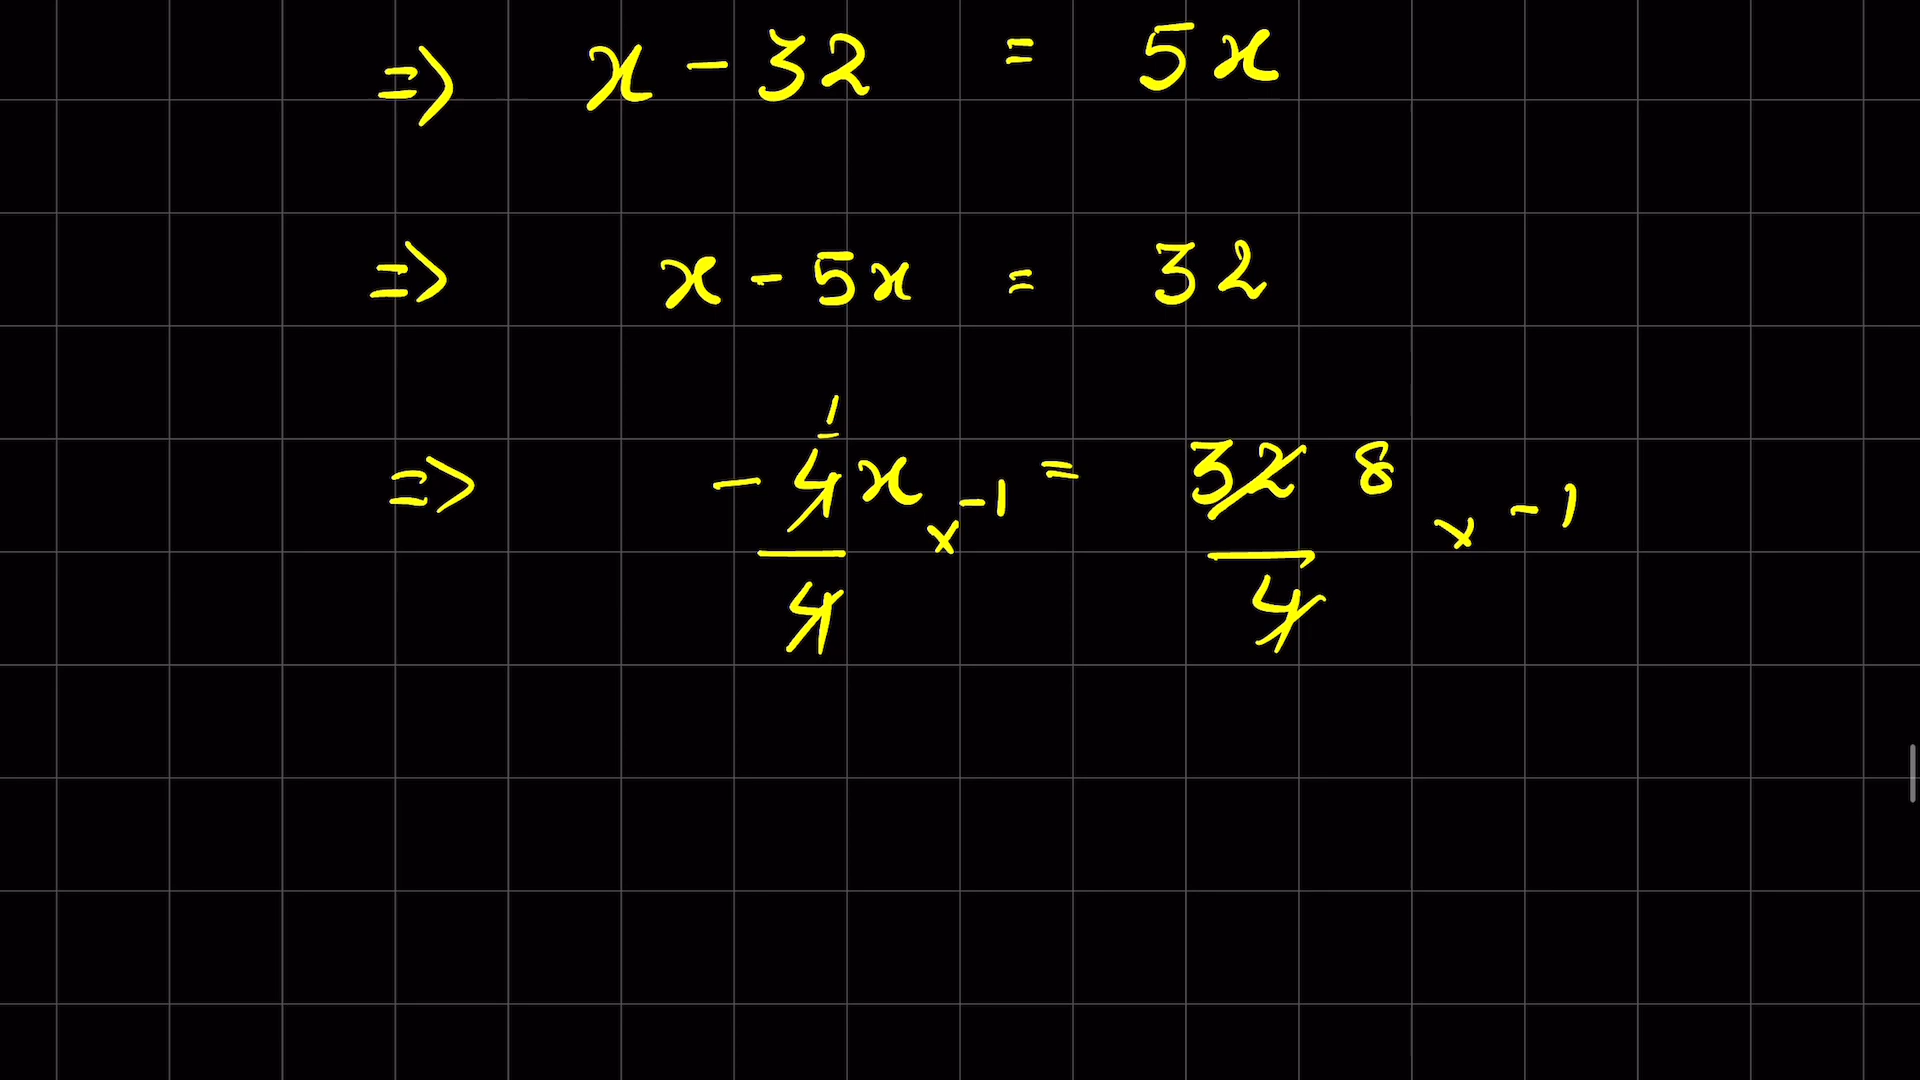 => x - 32 = 5x
=> x - 5x = 32
1
=> - 4x × -1 = 32 8 × -1
4 4